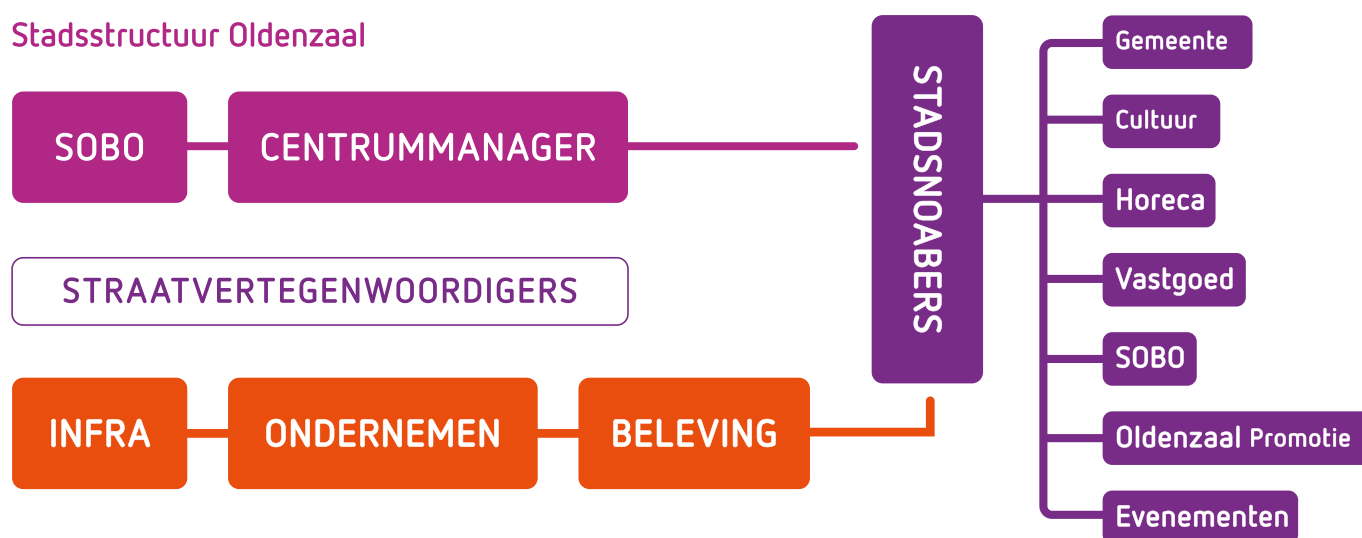 Stadsstructuur Oldenzaal
SOBO
CENTRUMMANAGER
STRAATVERTEGENWOORDIGERS
INFRA
ONDERNEMEN
BELEVING
STADSNOABERS
Gemeente
Cultuur
Horeca
Vastgoed
SOBO
Oldenzaal Promotie
Evenementen